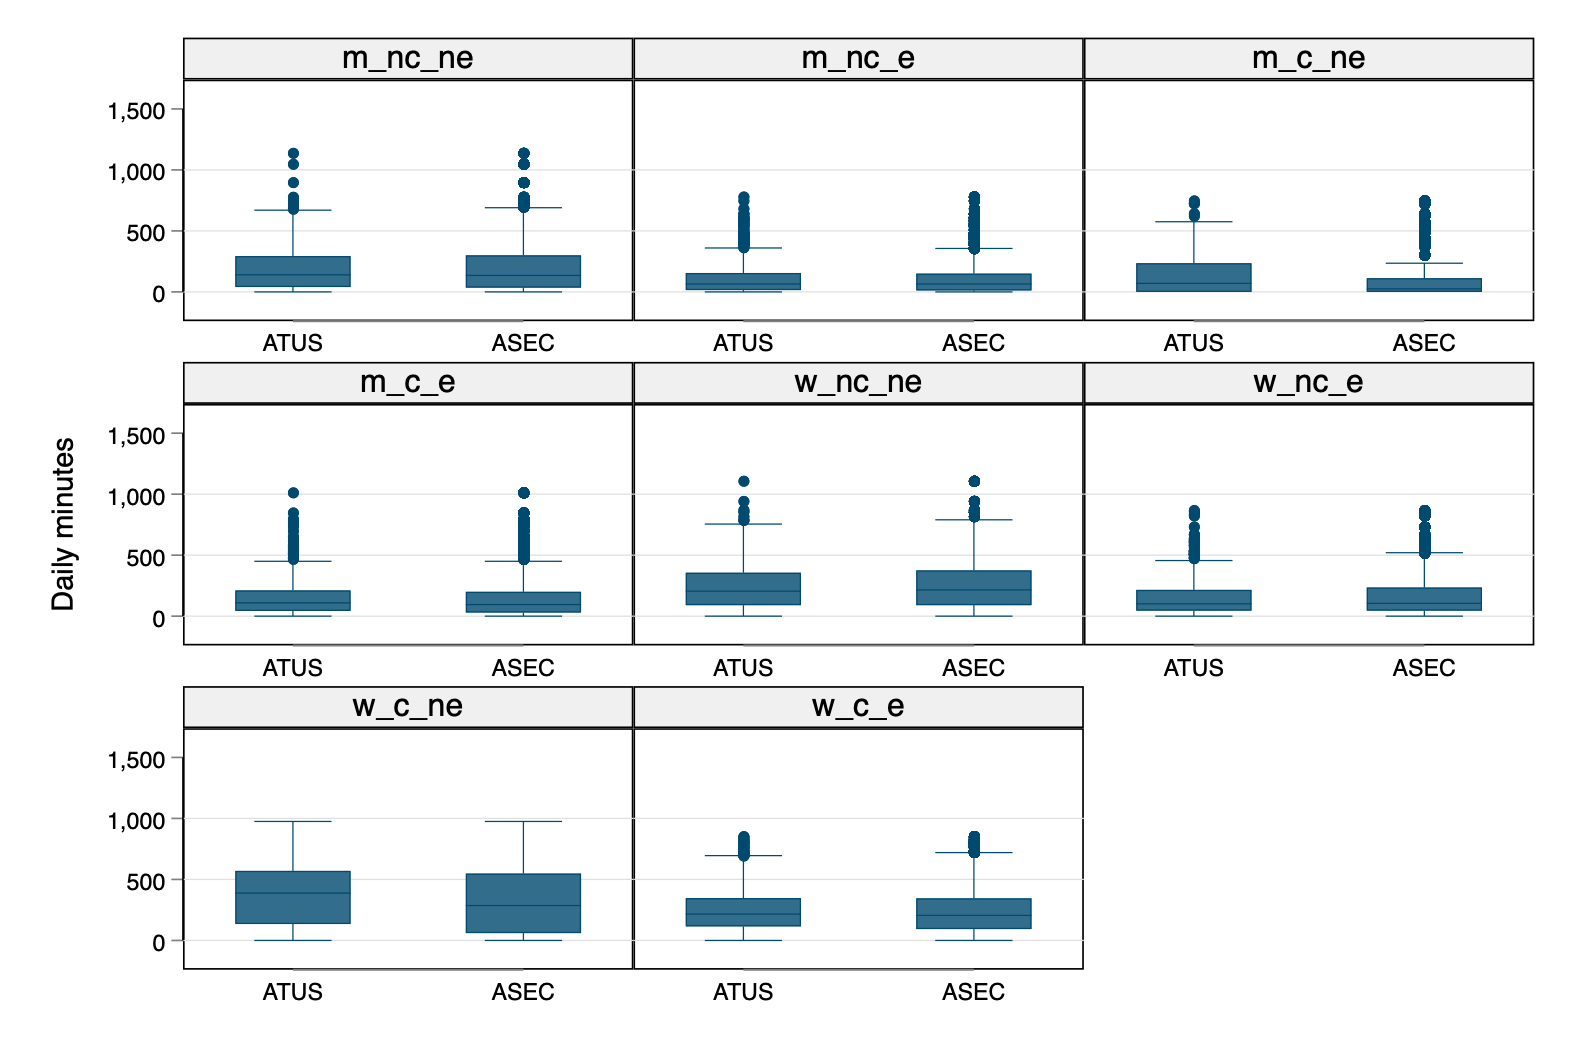 m_nc_ne m_nc_e m_c_ne
1,500
1,000
500
0
ATUS ASEC ATUS ASEC ATUS ASEC
m_c_e w_nc_ne w_nc_e
Daily minutes
1,500
1,000
500
0
ATUS ASEC ATUS ASEC ATUS ASEC
w_c_ne w_c_e
1,500
1,000
500
0
ATUS ASEC ATUS ASEC